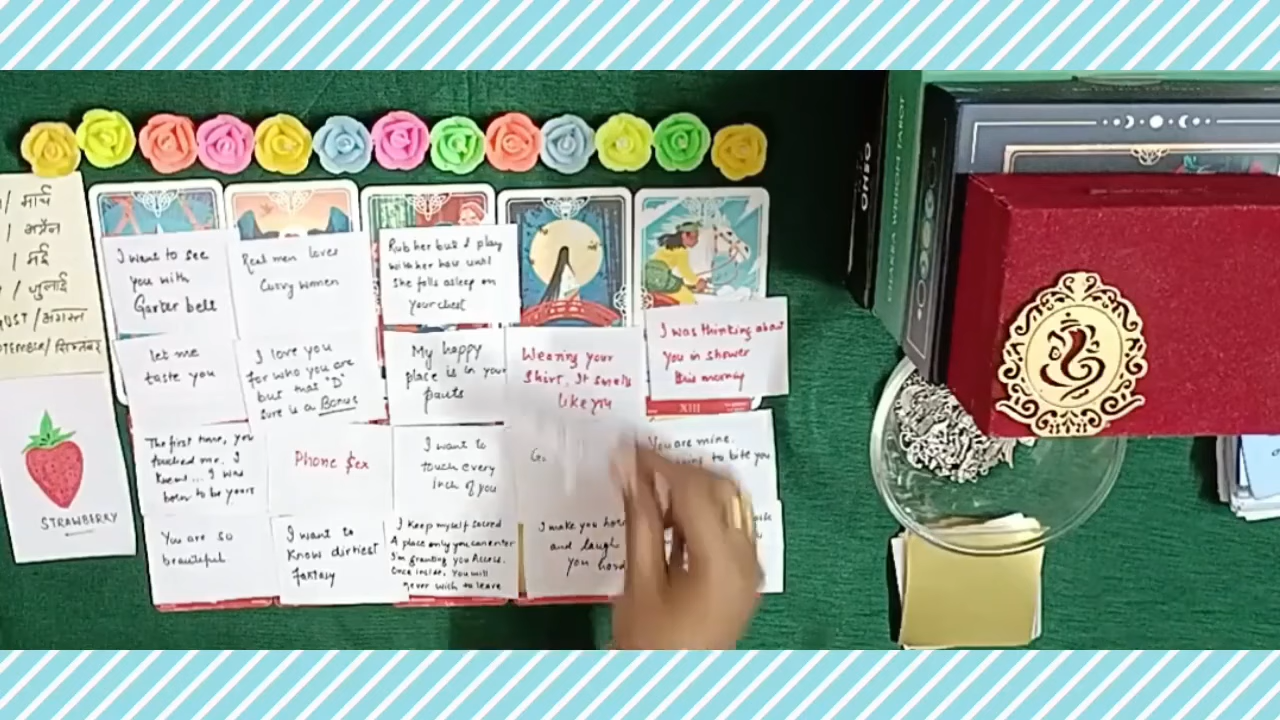 / मार्च
| अप्रैल
| मई
/ जुलाई
GUST/अगस्त
PTEMBE/सितम्बर
STRAWBERRY
I want to see
you with
Garter belt
Real men loves
Curvy women
Rub her butt & play
with her hair until
she falls asleep on
your chest
let me
taste you
I love you
for who you are
but that "D"
sure is a Bonus
My happy
place is in your
pants
Wearing your
shirt, It smells
like you
I was thinking about
you in shower
this morning
XIII
The first time, you
touched me. I
knew... I was
born to be yours
Phone $ex
I want to
touch every
inch of you
You are mine.
to bite you
You are so
beautiful
I want to
know dirtiest
fantasy
I keep myself sacred
A place only you can enter
I'm granting you Access.
Once inside, You will
never wish to leave
I make you
and laugh
you
CHAKRA WISDOM TAROT